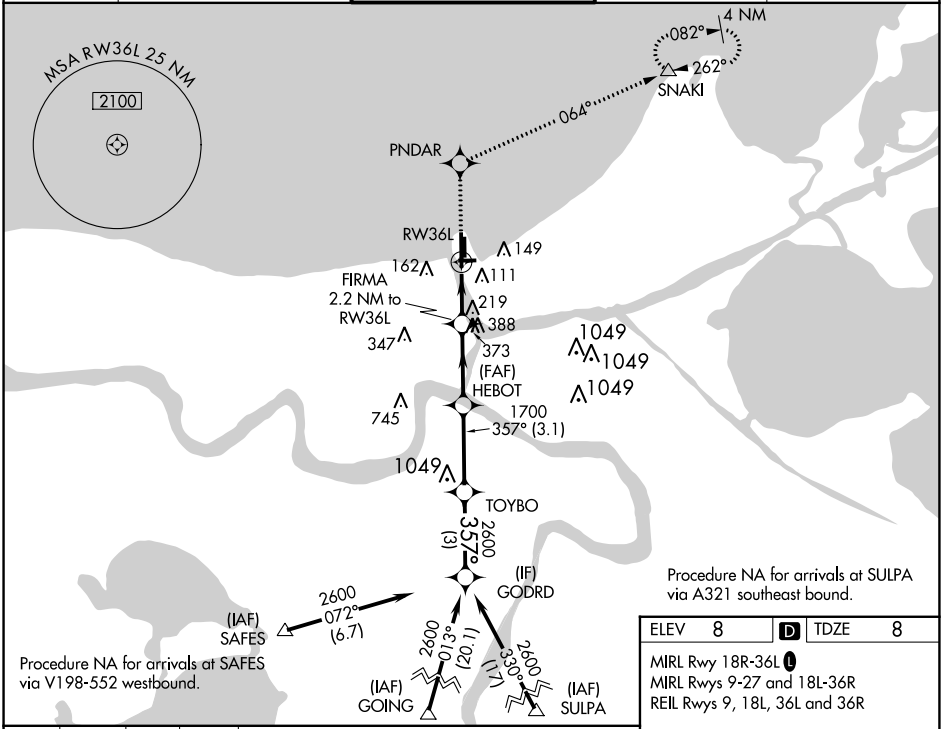 MSA RW36L 25 NM
2100
4 NM
082°
262°
SNAKI
064°
PNDAR
RW36L
149
162
111
FIRMA
2.2 NM to
RW36L
219
388
347
373
1049
1049
1049
(FAF)
HEBOT
745
1700
357° (3.1)
1049
TOYBO
2600
357°
(3)
(IF)
GODRD
2600
072°
(6.7)
(IAF)
SAFES
Procedure NA for arrivals at SAFES
via V198-552 westbound.
2600
013°
(20.1)
(IAF)
GOING
2600
330°
(17)
(IAF)
SULPA
Procedure NA for arrivals at SULPA
via A321 southeast bound.
ELEV 8 D TDZE 8
MIRL Rwy 18R-36L L
MIRL Rwys 9-27 and 18L-36R
REIL Rwys 9, 18L, 36L and 36R